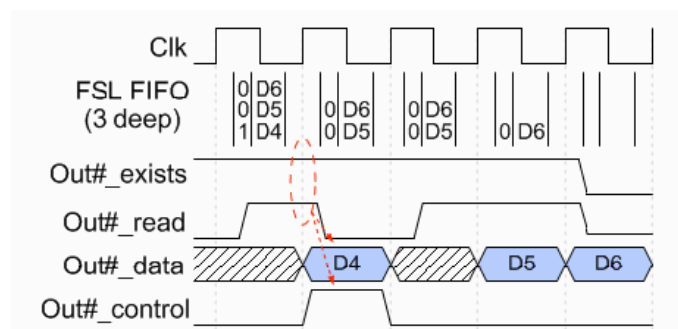 Clk
FSL FIFO
(3 deep)
0 D6
0 D5
1 D4
0 D6
0 D5
0 D6
0 D5
0 D6
Out#_exists
Out#_read
Out#_data
D4
D5
D6
Out#_control